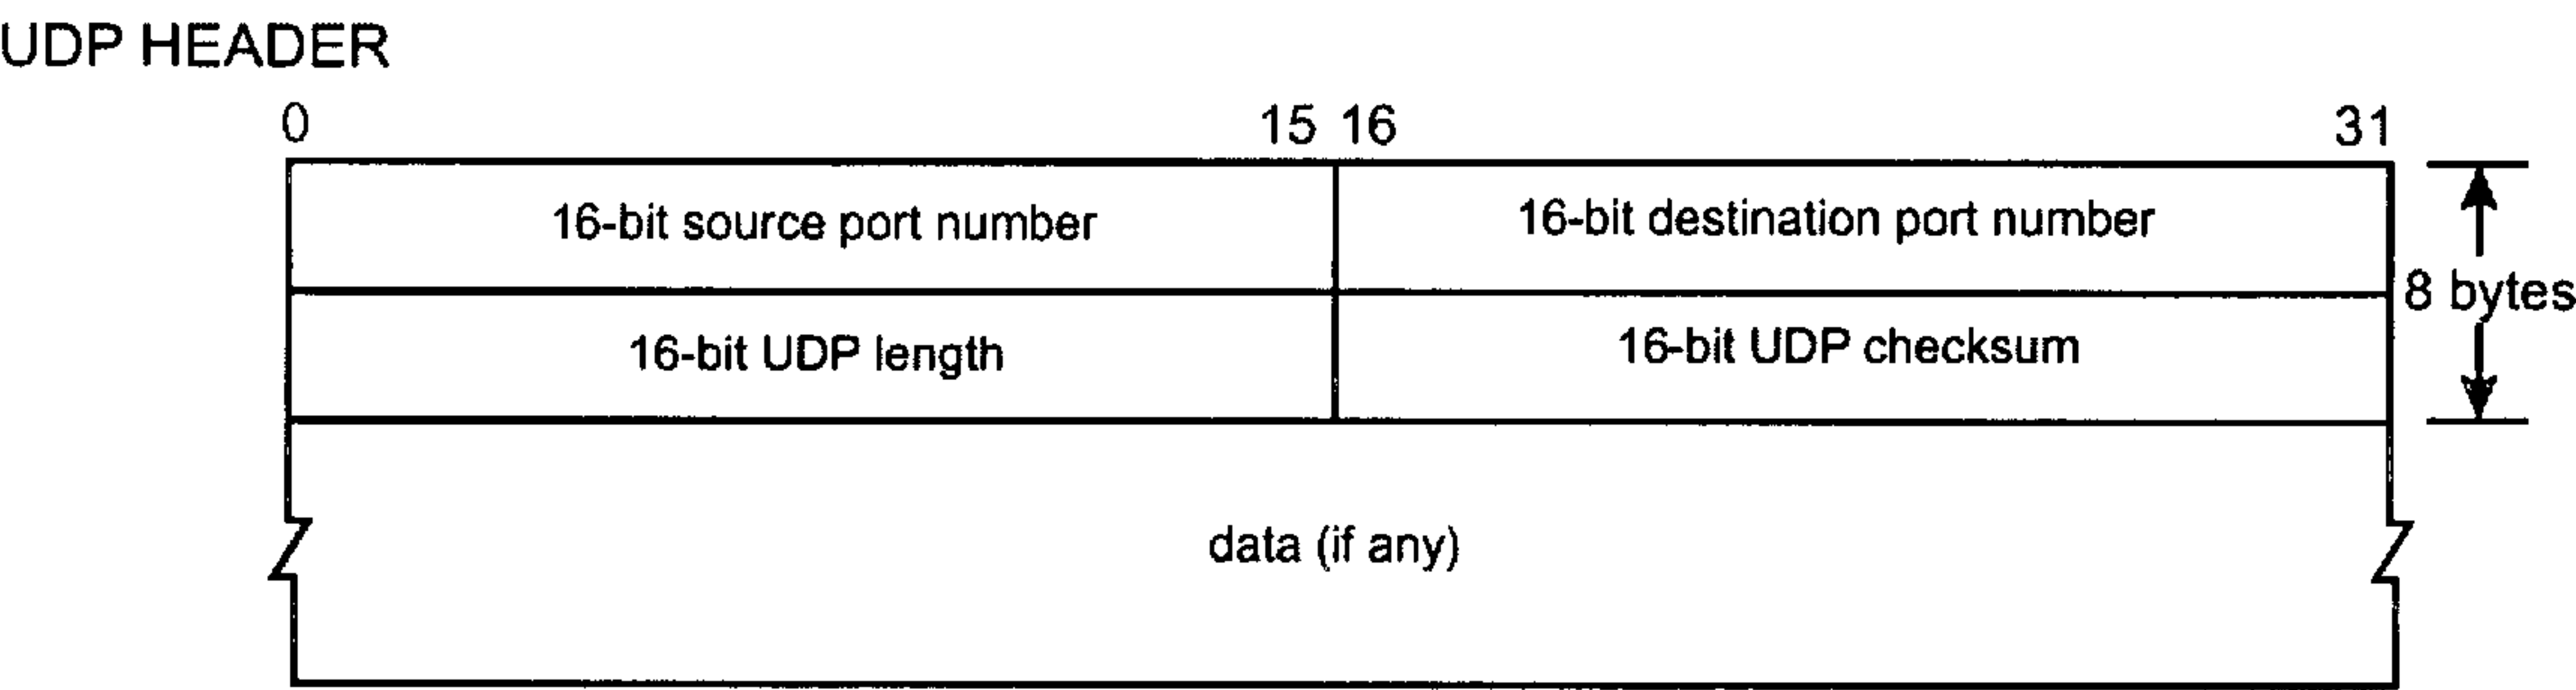 UDP HEADER
0 15 16 31
16-bit source port number 16-bit destination port number
8 bytes
16-bit UDP length 16-bit UDP checksum
data (if any)